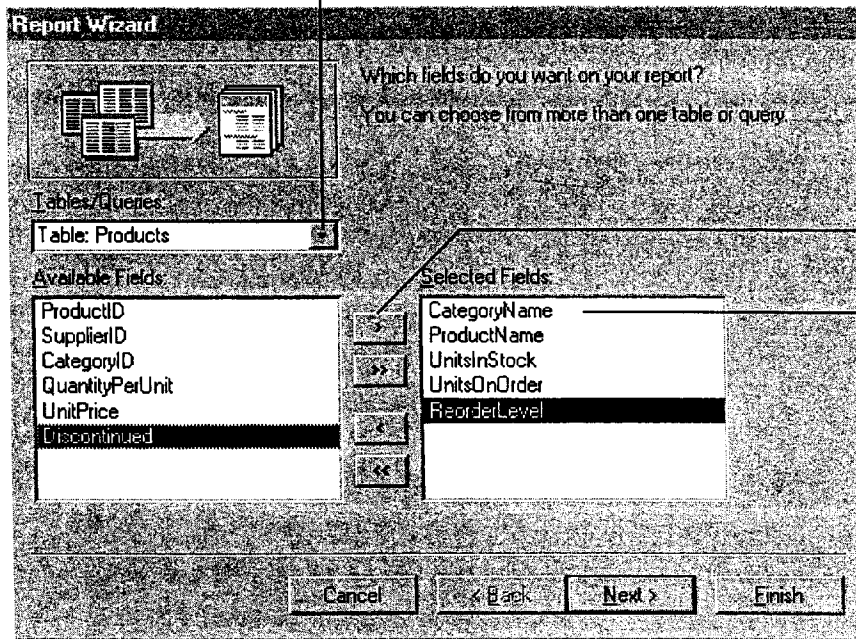 Report Wizard
Which fields do you want on your report?
You can choose from more than one table or query.
Tables/Queries:
Table: Products
Available Fields:
ProductID
SupplierID
CategoryID
QuantityPerUnit
UnitPrice
Discontinued
>
>>
<
<<
Selected Fields:
CategoryName
ProductName
UnitsInStock
UnitsOnOrder
ReorderLevel
Cancel
< Back
Next >
Finish